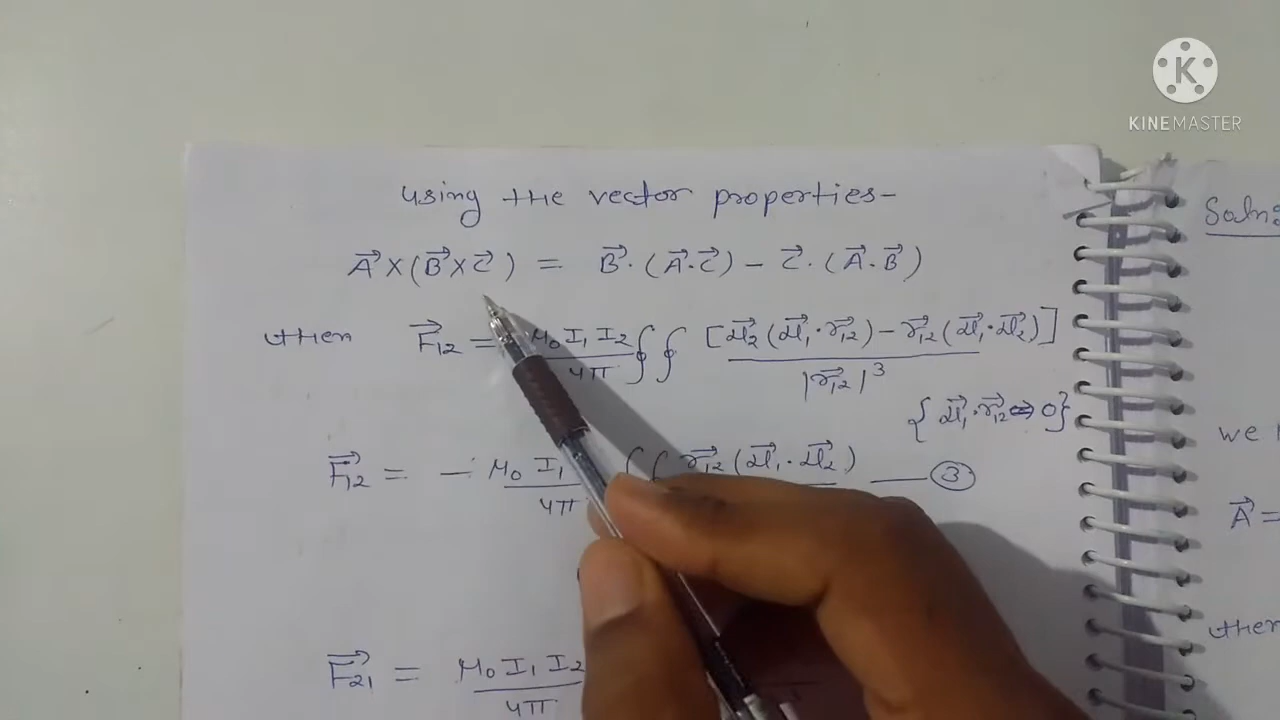 KINEMASTER
using the vector properties-
A⃗ × (B⃗ × C⃗) = B⃗ · (A⃗ · C⃗) − C⃗ · (A⃗ · B⃗)
then F⃗₁₂ = μ₀ I₁ I₂ / 4π ∮ ∮ [dl⃗₂ (dl⃗₁ · r⃗₁₂) − r⃗₁₂ (dl⃗₁ · dl⃗₂)] / |r⃗₁₂|³
{ dl⃗₁ · r⃗₁₂ ⇒ 0 }
F⃗₁₂ = − μ₀ I₁ / 4π ∫ ∫ r⃗₁₂ (dl⃗₁ · dl⃗₂) — ③
F⃗₂₁ = μ₀ I₁ I₂ / 4π
Soln
we
A⃗ =
then